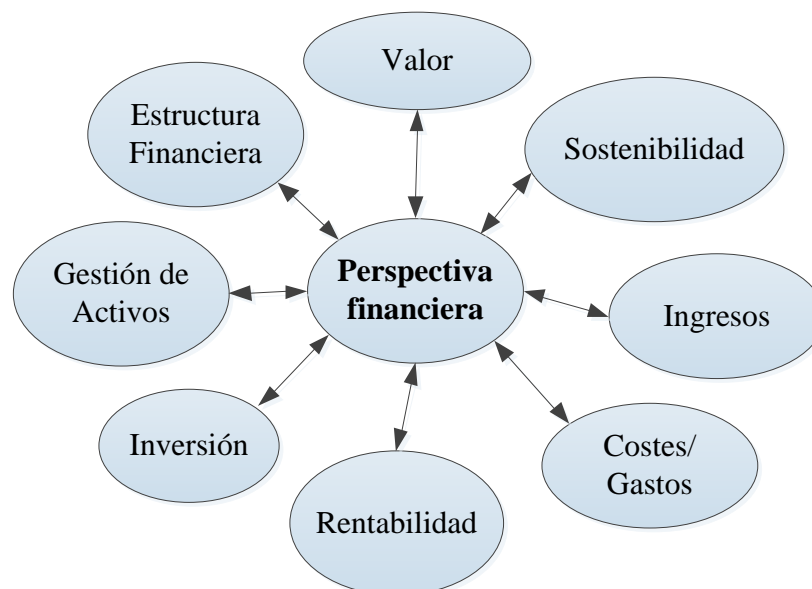 Valor
Estructura
Financiera
Sostenibilidad
Gestión de
Activos
Perspectiva
financiera
Ingresos
Inversión
Costes/
Gastos
Rentabilidad